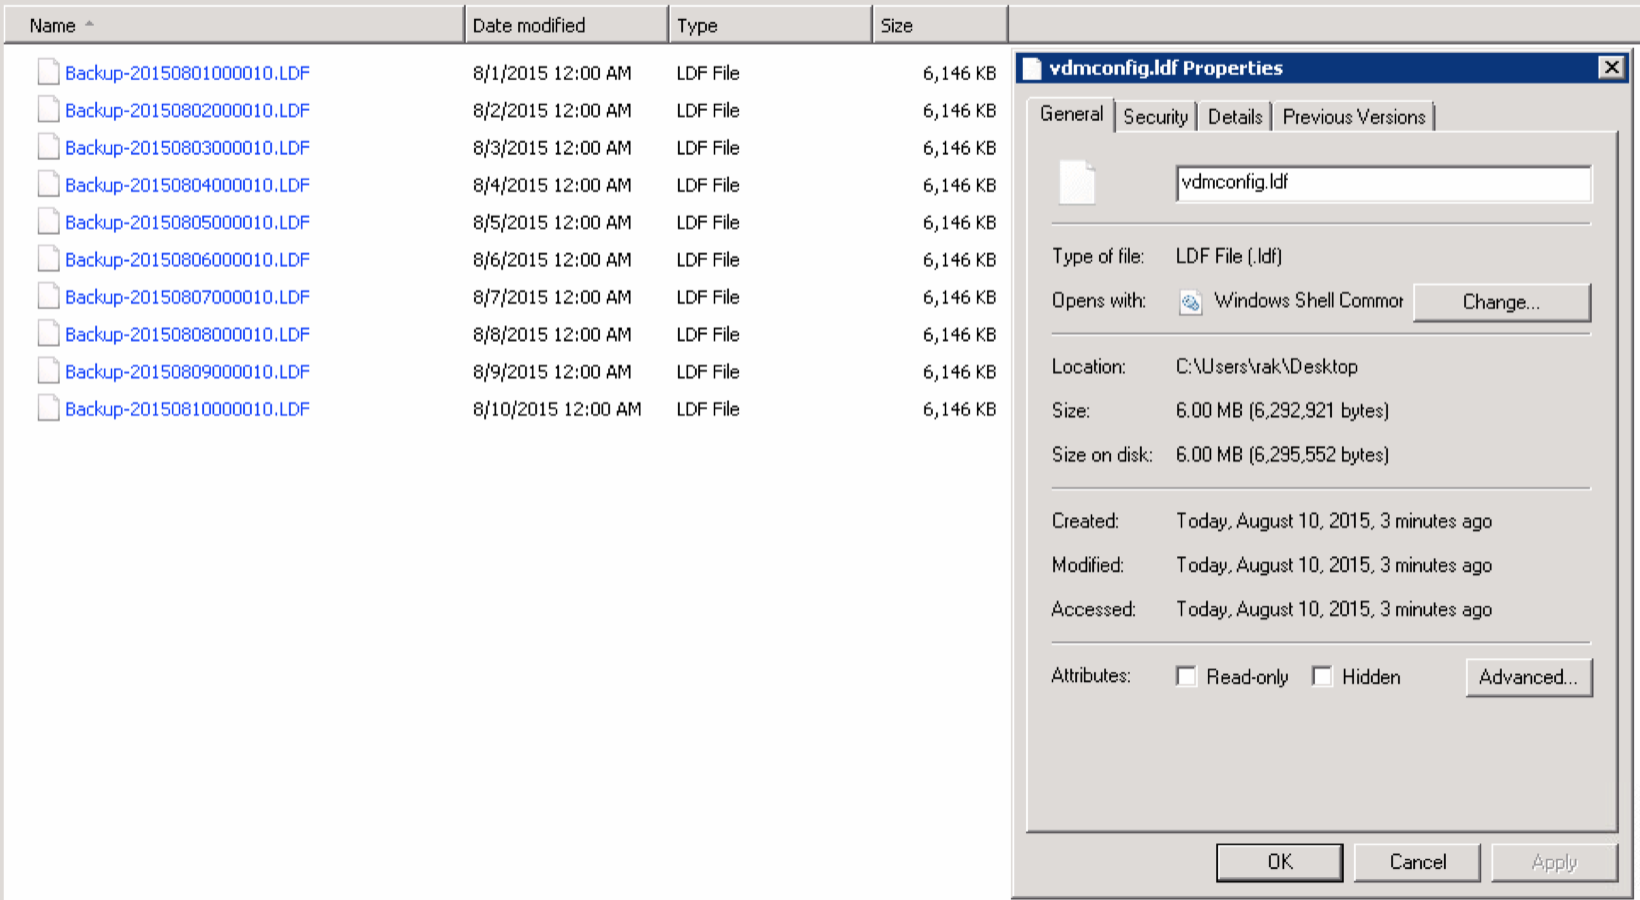 Name Date modified Type Size
Backup-20150801000010.LDF 8/1/2015 12:00 AM LDF File 6,146 KB
Backup-20150802000010.LDF 8/2/2015 12:00 AM LDF File 6,146 KB
Backup-20150803000010.LDF 8/3/2015 12:00 AM LDF File 6,146 KB
Backup-20150804000010.LDF 8/4/2015 12:00 AM LDF File 6,146 KB
Backup-20150805000010.LDF 8/5/2015 12:00 AM LDF File 6,146 KB
Backup-20150806000010.LDF 8/6/2015 12:00 AM LDF File 6,146 KB
Backup-20150807000010.LDF 8/7/2015 12:00 AM LDF File 6,146 KB
Backup-20150808000010.LDF 8/8/2015 12:00 AM LDF File 6,146 KB
Backup-20150809000010.LDF 8/9/2015 12:00 AM LDF File 6,146 KB
Backup-20150810000010.LDF 8/10/2015 12:00 AM LDF File 6,146 KB
vdmconfig.ldf Properties
General Security Details Previous Versions
vdmconfig.ldf
Type of file: LDF File (.ldf)
Opens with: Windows Shell Commor Change...
Location: C:\Users\rak\Desktop
Size: 6.00 MB (6,292,921 bytes)
Size on disk: 6.00 MB (6,295,552 bytes)
Created: Today, August 10, 2015, 3 minutes ago
Modified: Today, August 10, 2015, 3 minutes ago
Accessed: Today, August 10, 2015, 3 minutes ago
Attributes: Read-only Hidden Advanced...
OK Cancel Apply